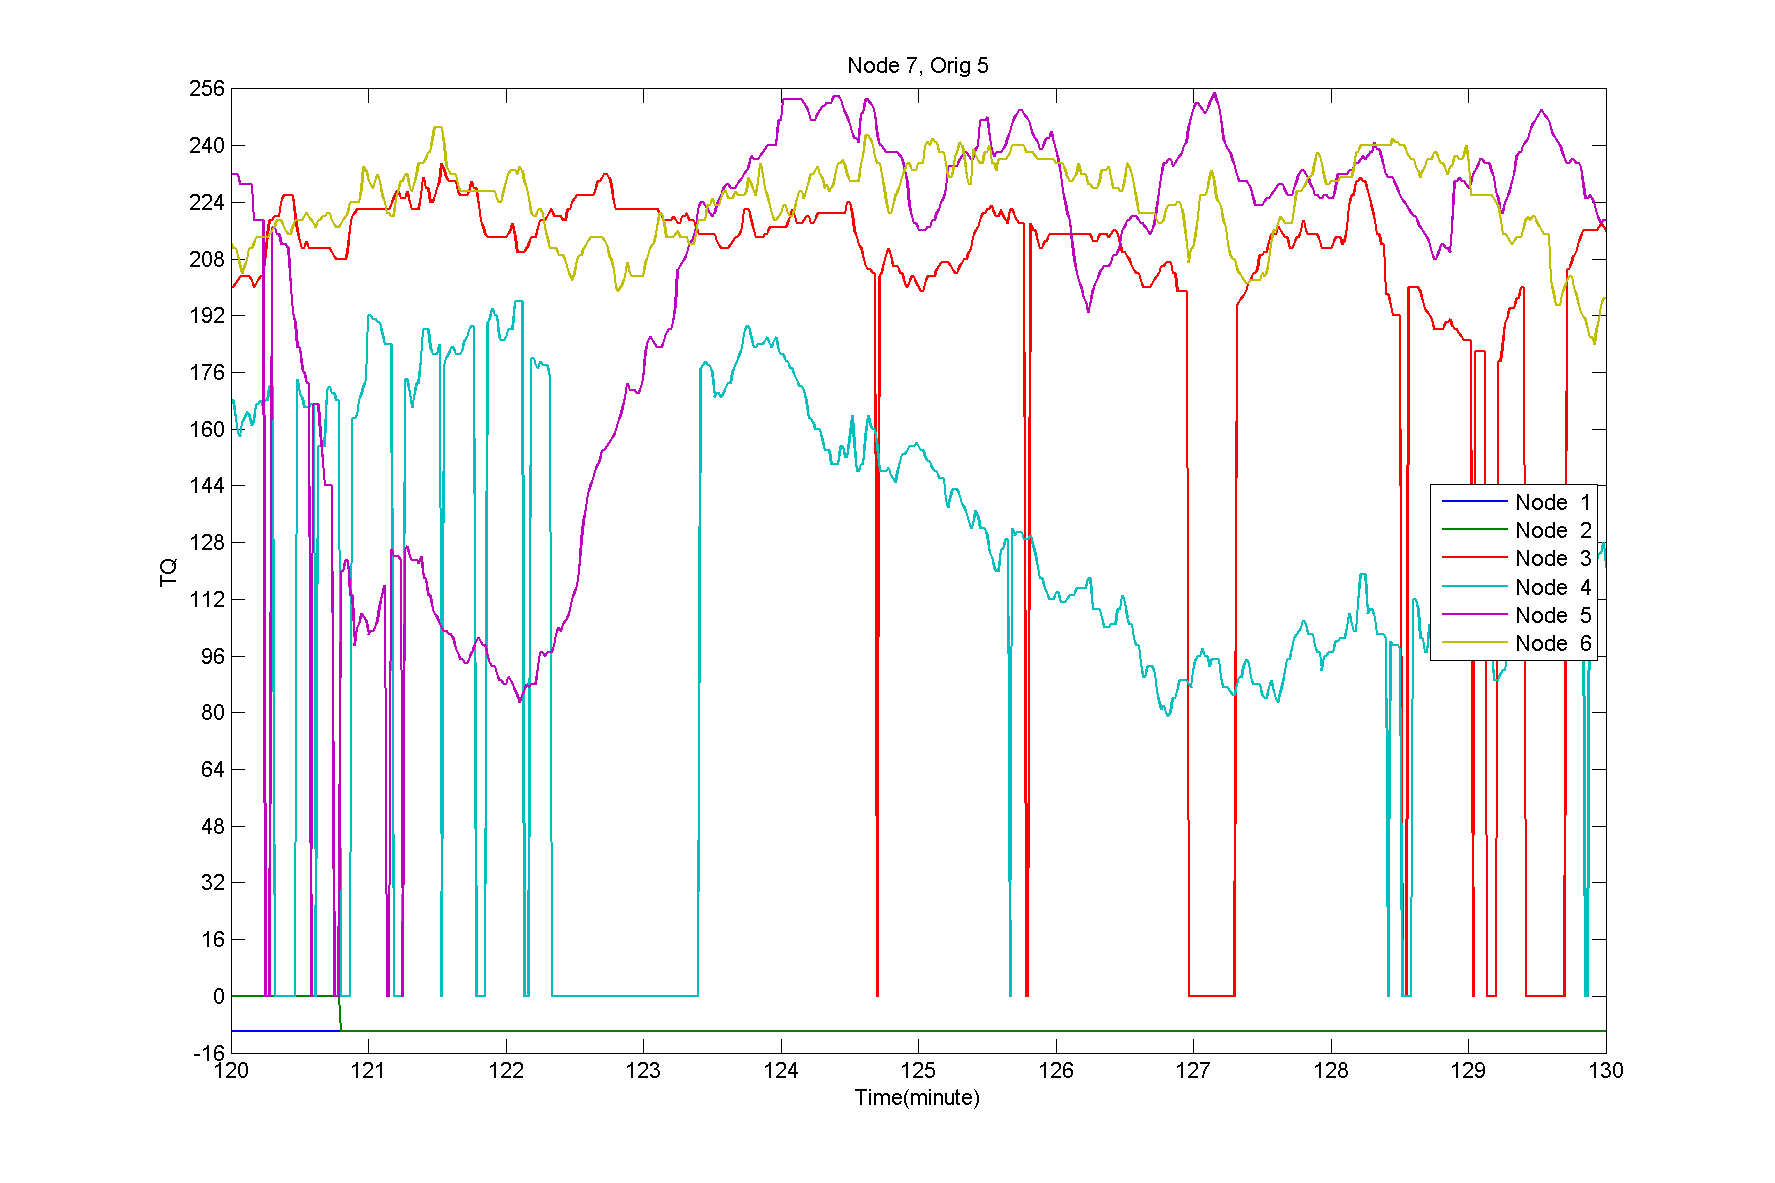 Node 7, Orig 5
256
240
224
208
192
176
160
144
128
112
96
80
64
48
32
16
0
-16
TQ
Node 1
Node 2
Node 3
Node 4
Node 5
Node 6
120 121 122 123 124 125 126 127 128 129 130
Time(minute)